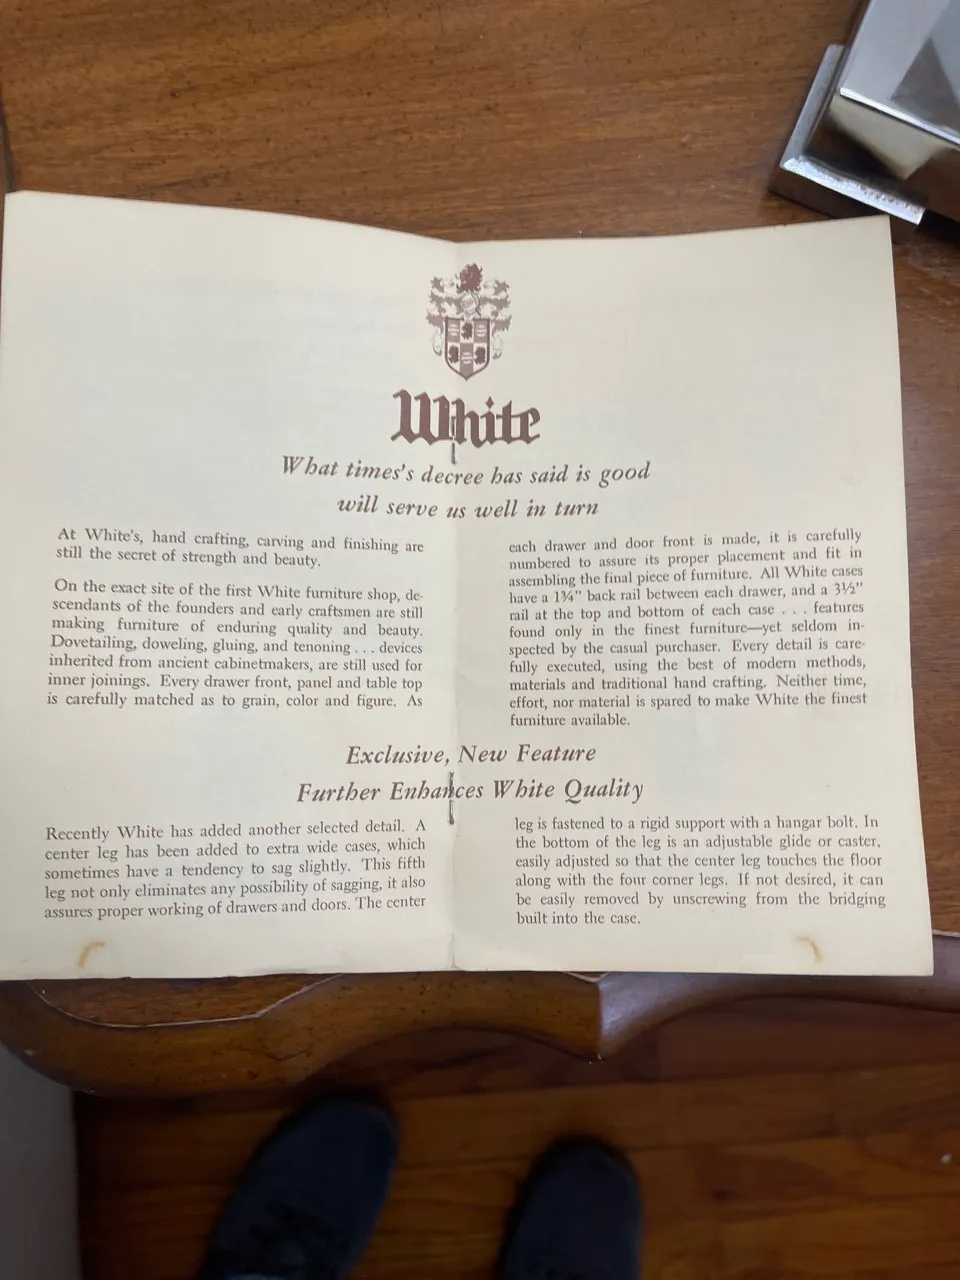 White
What times's decree has said is good
will serve us well in turn
At White's, hand crafting, carving and finishing are
still the secret of strength and beauty.
On the exact site of the first White furniture shop, de-
scendants of the founders and early craftsmen are still
making furniture of enduring quality and beauty.
Dovetailing, doweling, gluing, and tenoning . . . devices
inherited from ancient cabinetmakers, are still used for
inner joinings. Every drawer front, panel and table top
is carefully matched as to grain, color and figure. As
each drawer and door front is made, it is carefully
numbered to assure its proper placement and fit in
assembling the final piece of furniture. All White cases
have a 1¾" back rail between each drawer, and a 3½"
rail at the top and bottom of each case . . . features
found only in the finest furniture—yet seldom in-
spected by the casual purchaser. Every detail is care-
fully executed, using the best of modern methods,
materials and traditional hand crafting. Neither time,
effort, nor material is spared to make White the finest
furniture available.
Exclusive, New Feature
Further Enhances White Quality
Recently White has added another selected detail. A
center leg has been added to extra wide cases, which
sometimes have a tendency to sag slightly. This fifth
leg not only eliminates any possibility of sagging, it also
assures proper working of drawers and doors. The center
leg is fastened to a rigid support with a hangar bolt. In
the bottom of the leg is an adjustable glide or caster,
easily adjusted so that the center leg touches the floor
along with the four corner legs. If not desired, it can
be easily removed by unscrewing from the bridging
built into the case.